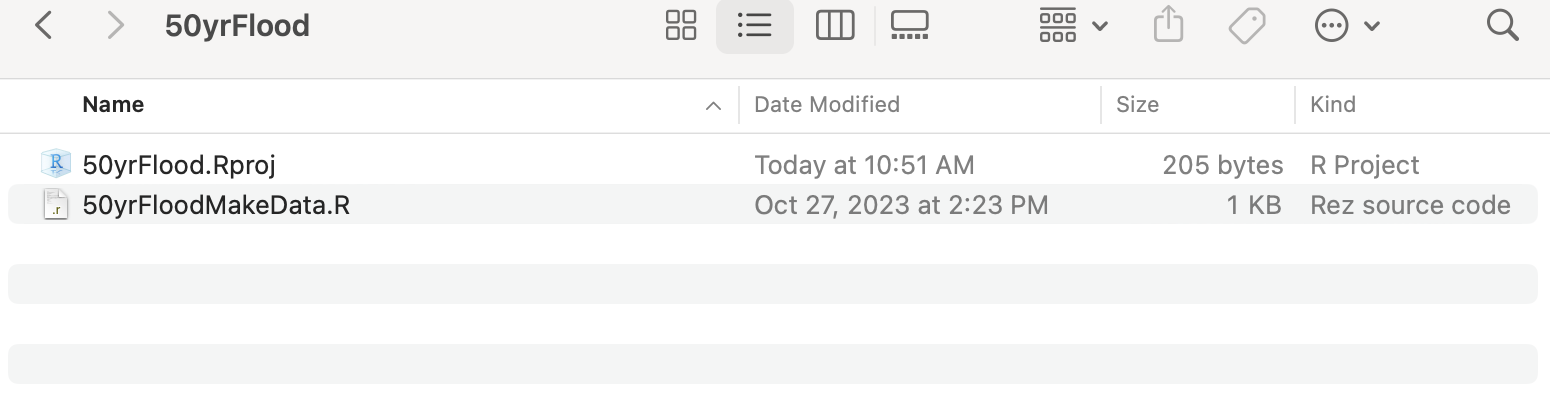 50yrFlood
Name Date Modified Size Kind
R 50yrFlood.Rproj Today at 10:51 AM 205 bytes R Project
.r 50yrFloodMakeData.R Oct 27, 2023 at 2:23 PM 1 KB Rez source code